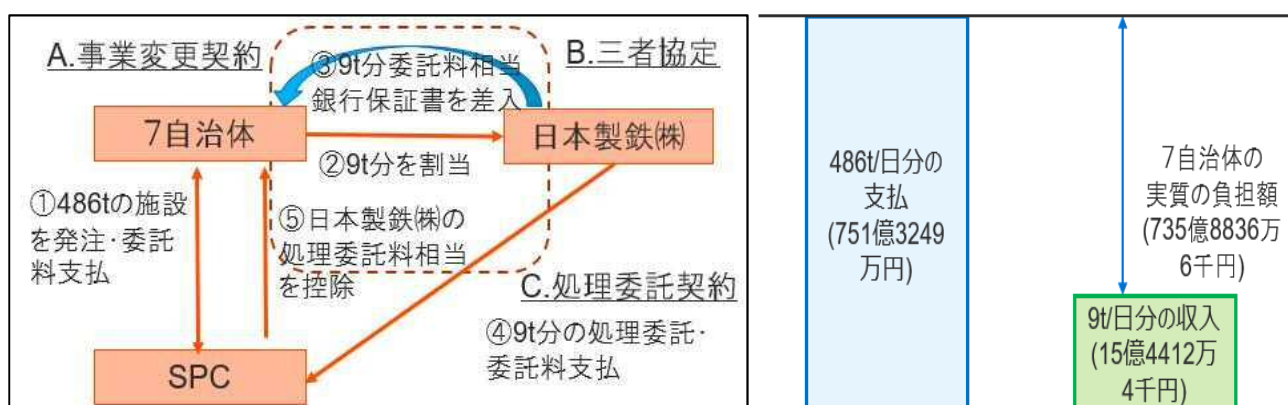 A.事業変更契約
B.三者協定
③9t分委託料相当
銀行保証書を差入
7自治体
日本製鉄㈱
②9t分を割当
①486tの施設
を発注・委託
料支払
⑤日本製鉄㈱の
処理委託料相当
を控除
C.処理委託契約
④9t分の処理委託・
委託料支払
SPC
486t/日分の
支払
(751億3249
万円)
7自治体の
実質の負担額
(735億8836万
6千円)
9t/日分の収入
(15億4412万
4千円)